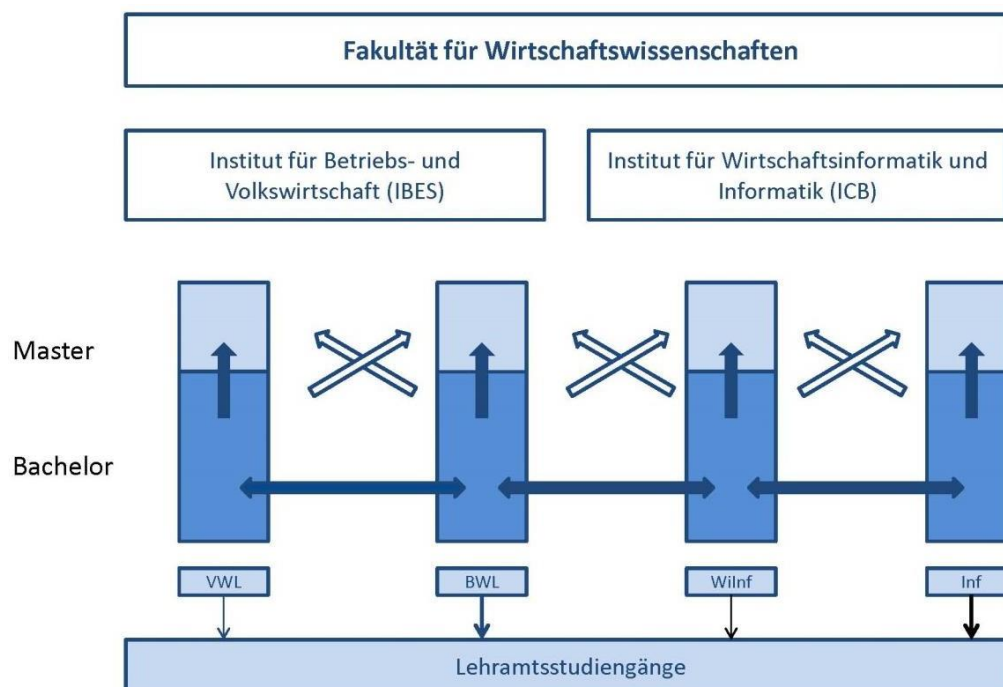 Fakultät für Wirtschaftswissenschaften
Institut für Betriebs- und
Volkswirtschaft (IBES)
Institut für Wirtschaftsinformatik und
Informatik (ICB)
Master
Bachelor
VWL
BWL
WiInf
Inf
Lehramtsstudiengänge